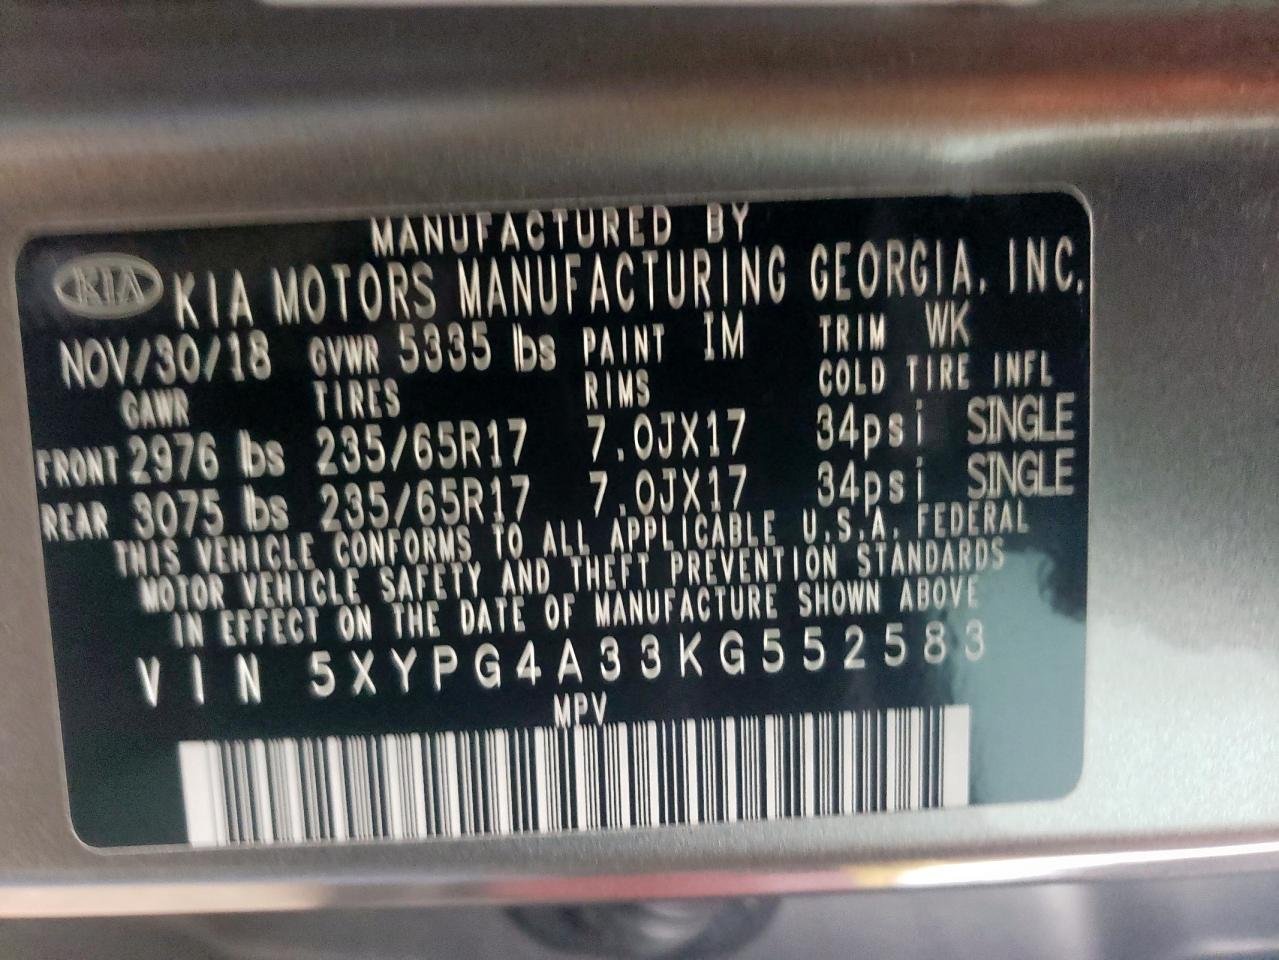 MANUFACTURED BY
KIA KIA MOTORS MANUFACTURING GEORGIA, INC.
NOV/30/18 GVWR 5335 lbs PAINT IM TRIM WK
GAWR TIRES RIMS COLD TIRE INFL
FRONT 2976 lbs 235/65R17 7.0JX17 34psi SINGLE
REAR 3075 lbs 235/65R17 7.0JX17 34psi SINGLE
THIS VEHICLE CONFORMS TO ALL APPLICABLE U.S.A. FEDERAL
MOTOR VEHICLE SAFETY AND THEFT PREVENTION STANDARDS
IN EFFECT ON THE DATE OF MANUFACTURE SHOWN ABOVE
VIN 5XYPG4A33KG552583
MPV